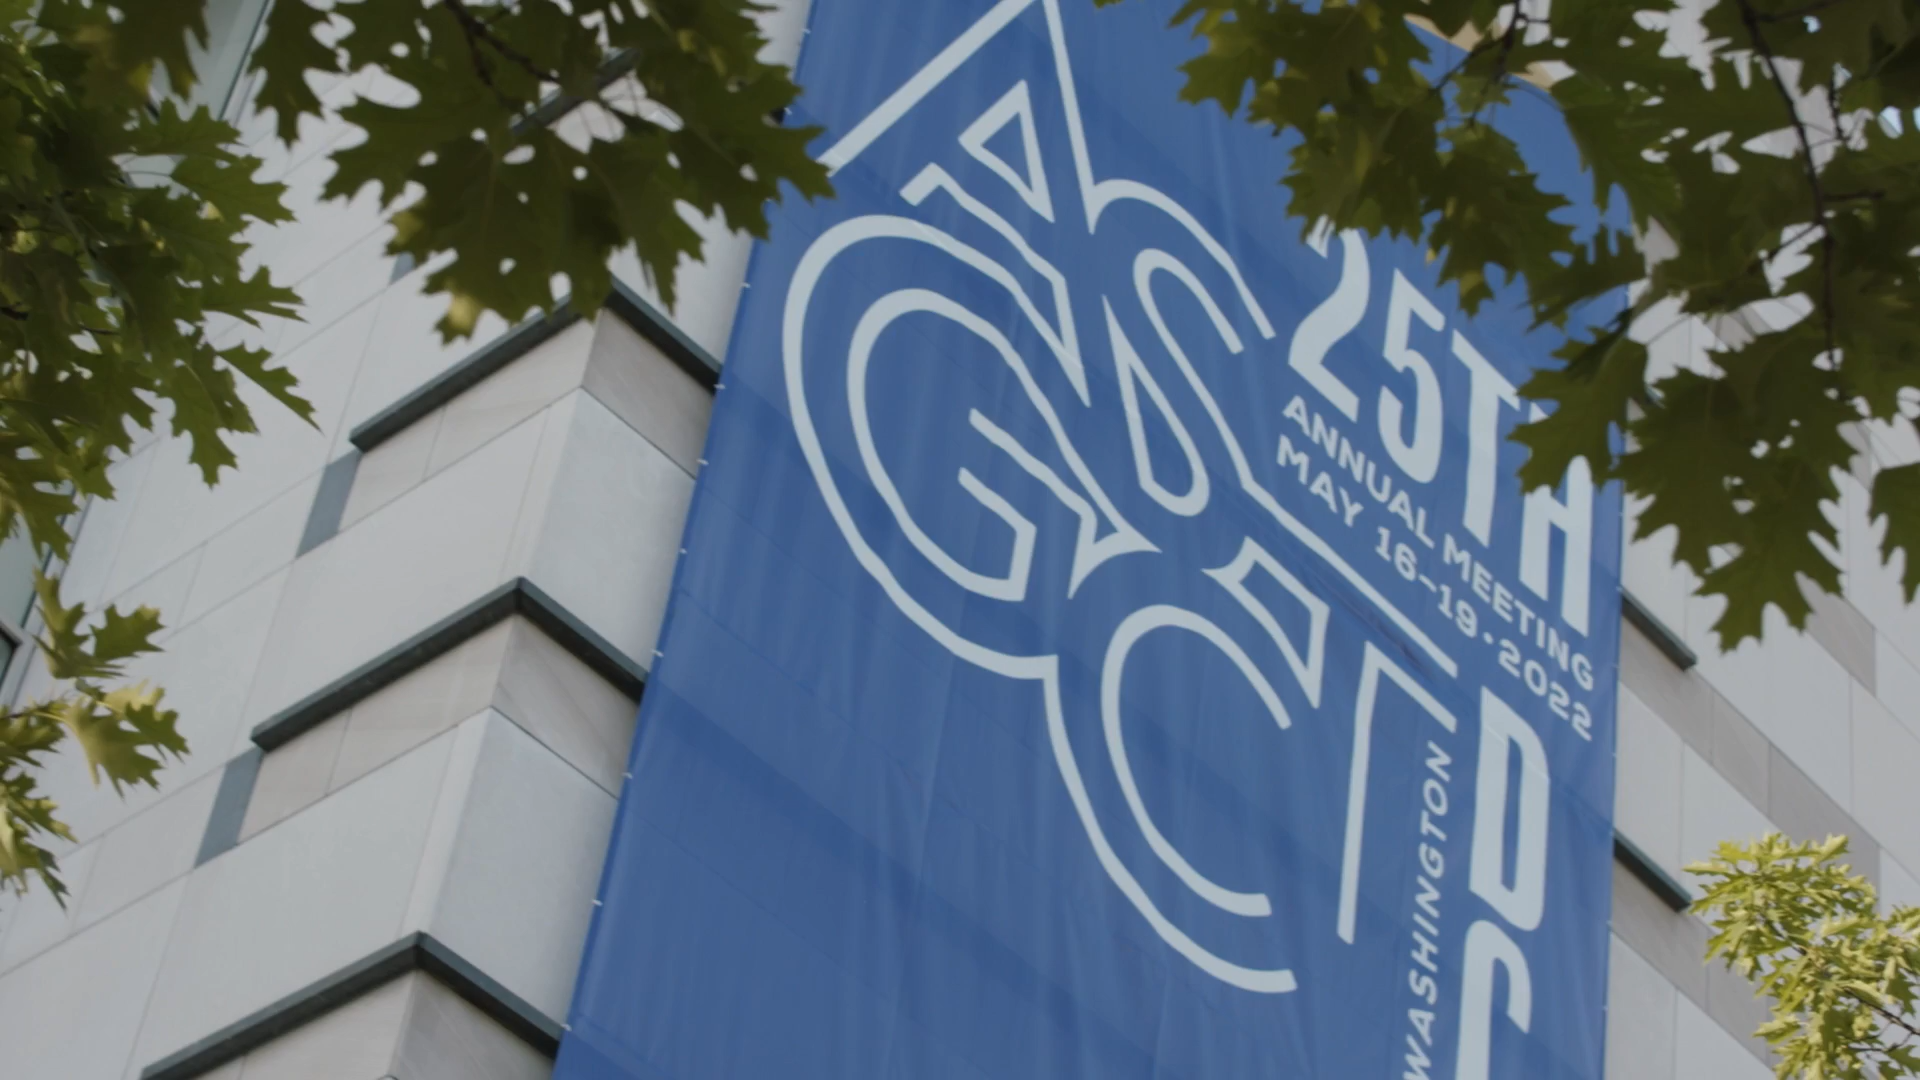 ASGCT
25TH
ANNUAL MEETING
MAY 16–19·2022
WASHINGTON
DC